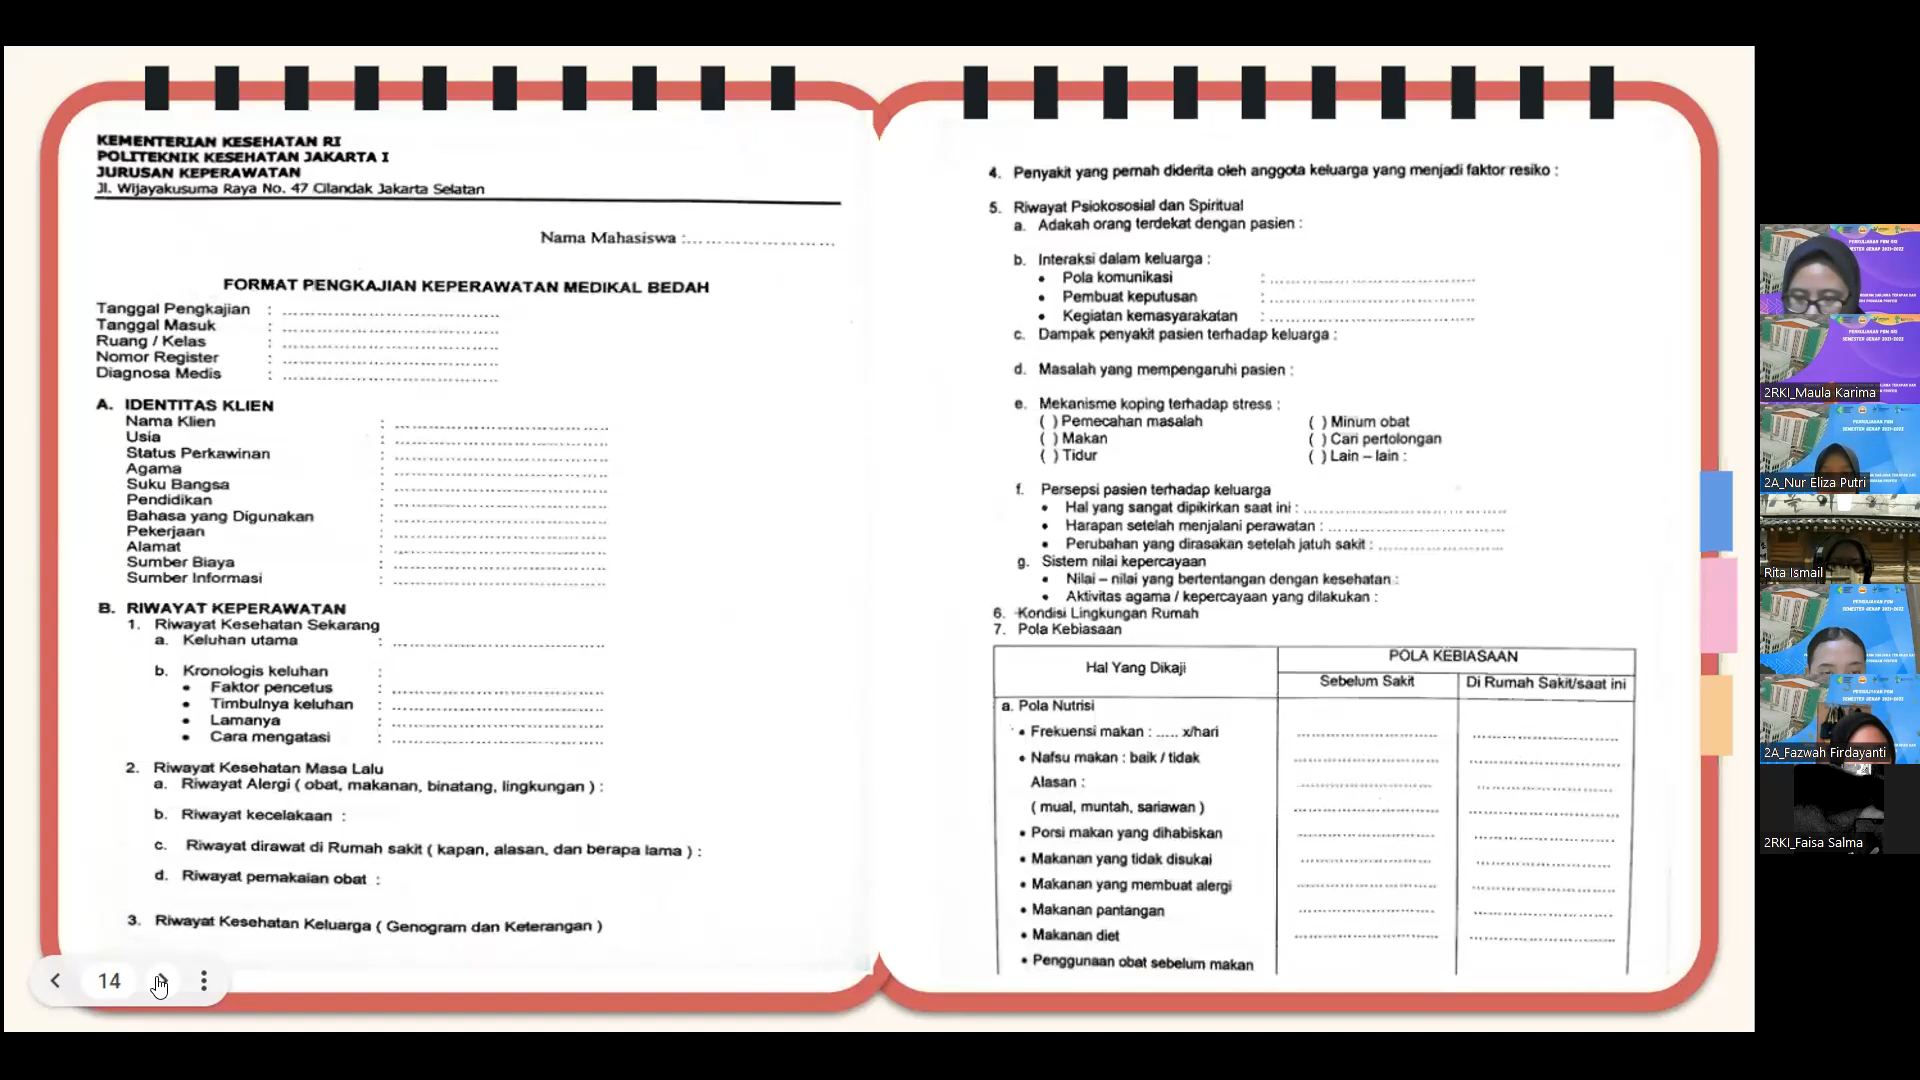 KEMENTERIAN KESEHATAN RI
POLITEKNIK KESEHATAN JAKARTA I
JURUSAN KEPERAWATAN
Jl. Wijayakusuma Raya No. 47 Cilandak Jakarta Selatan
Nama Mahasiswa :..............................
FORMAT PENGKAJIAN KEPERAWATAN MEDIKAL BEDAH
Tanggal Pengkajian : ..............................
Tanggal Masuk : ..............................
Ruang / Kelas : ..............................
Nomor Register : ..............................
Diagnosa Medis : ..............................
A. IDENTITAS KLIEN
Nama Klien : ..............................
Usia : ..............................
Status Perkawinan : ..............................
Agama : ..............................
Suku Bangsa : ..............................
Pendidikan : ..............................
Bahasa yang Digunakan : ..............................
Pekerjaan : ..............................
Alamat : ..............................
Sumber Biaya : ..............................
Sumber Informasi : ..............................
B. RIWAYAT KEPERAWATAN
1. Riwayat Kesehatan Sekarang
a. Keluhan utama : ..............................
b. Kronologis keluhan :
• Faktor pencetus : ..............................
• Timbulnya keluhan : ..............................
• Lamanya : ..............................
• Cara mengatasi : ..............................
2. Riwayat Kesehatan Masa Lalu
a. Riwayat Alergi ( obat, makanan, binatang, lingkungan ) :
b. Riwayat kecelakaan :
c. Riwayat dirawat di Rumah sakit ( kapan, alasan, dan berapa lama ) :
d. Riwayat pemakaian obat :
3. Riwayat Kesehatan Keluarga ( Genogram dan Keterangan )
14
4. Penyakit yang pernah diderita oleh anggota keluarga yang menjadi faktor resiko :
5. Riwayat Psiokososial dan Spiritual
a. Adakah orang terdekat dengan pasien :
b. Interaksi dalam keluarga :
• Pola komunikasi : ..............................
• Pembuat keputusan : ..............................
• Kegiatan kemasyarakatan : ..............................
c. Dampak penyakit pasien terhadap keluarga :
d. Masalah yang mempengaruhi pasien :
e. Mekanisme koping terhadap stress :
( ) Pemecahan masalah ( ) Minum obat
( ) Makan ( ) Cari pertolongan
( ) Tidur ( ) Lain – lain :
f. Persepsi pasien terhadap keluarga
• Hal yang sangat dipikirkan saat ini : ..............................
• Harapan setelah menjalani perawatan : ..............................
• Perubahan yang dirasakan setelah jatuh sakit : ..............................
g. Sistem nilai kepercayaan
• Nilai – nilai yang bertentangan dengan kesehatan :
• Aktivitas agama / kepercayaan yang dilakukan :
6. Kondisi Lingkungan Rumah
7. Pola Kebiasaan
Hal Yang Dikaji POLA KEBIASAAN
Sebelum Sakit Di Rumah Sakit/saat ini
a. Pola Nutrisi
• Frekuensi makan : ..... x/hari
• Nafsu makan : baik / tidak
Alasan :
( mual, muntah, sariawan )
• Porsi makan yang dihabiskan
• Makanan yang tidak disukai
• Makanan yang membuat alergi
• Makanan pantangan
• Makanan diet
• Penggunaan obat sebelum makan
2RKI_Maula Karima
2A_Nur Eliza Putri
Rita Ismail
2A_Fazwah Firdayanti
2RKI_Faisa Salma